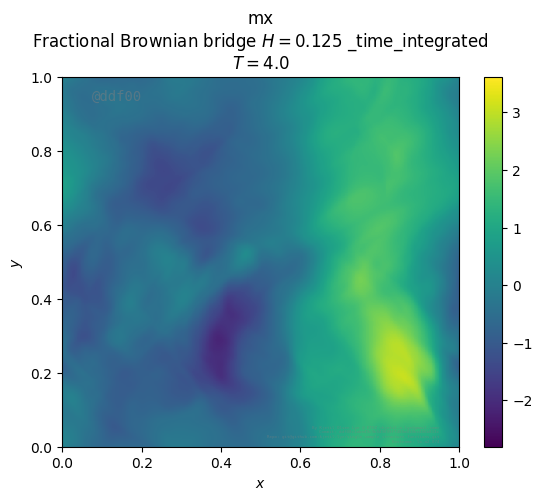 mx
Fractional Brownian bridge H = 0.125 _time_integrated
T = 4.0
@ddf00
1.0
0.8
0.6
0.4
0.2
0.0
y
0.0 0.2 0.4 0.6 0.8 1.0
x
3
2
1
0
−1
−2